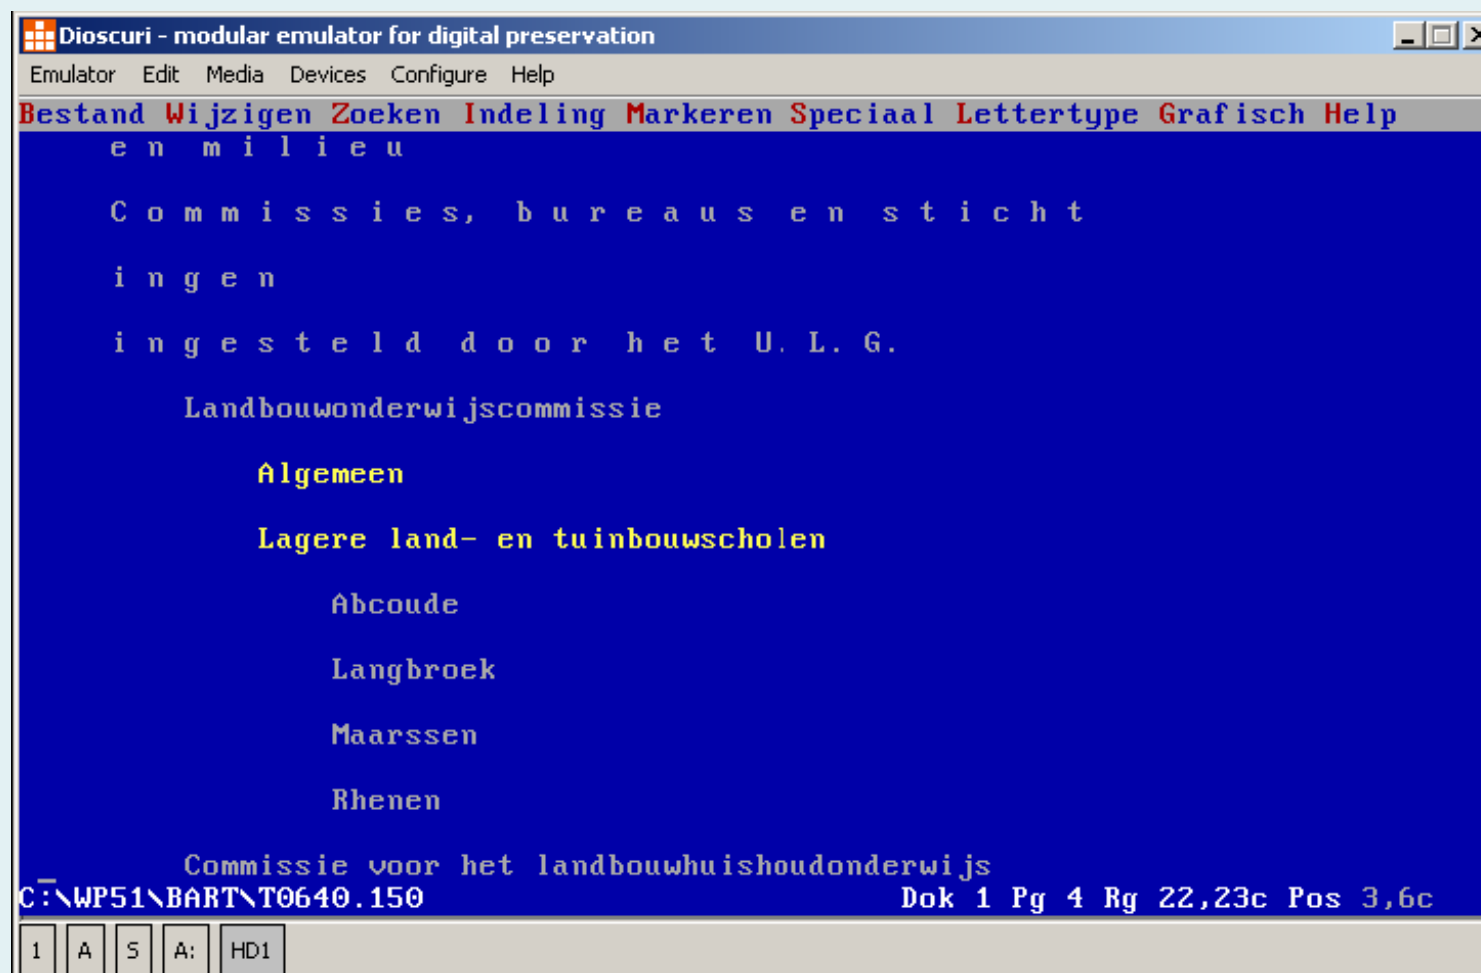 Dioscuri - modular emulator for digital preservation
Emulator Edit Media Devices Configure Help
Bestand Wijzigen Zoeken Indeling Markeren Speciaal Lettertype Grafisch Help
e n m i l i e u
C o m m i s s i e s, b u r e a u s e n s t i c h t
i n g e n
i n g e s t e l d d o o r h e t U. L. G.
Landbouwonderwijscommissie
Algemeen
Lagere land- en tuinbouwscholen
Abcoude
Langbroek
Maarssen
Rhenen
Commissie voor het landbouwhuishoudonderwijs
C:\WP51\BART\T0640.150 Dok 1 Pg 4 Rg 22,23c Pos 3,6c
1 A S A: HD1